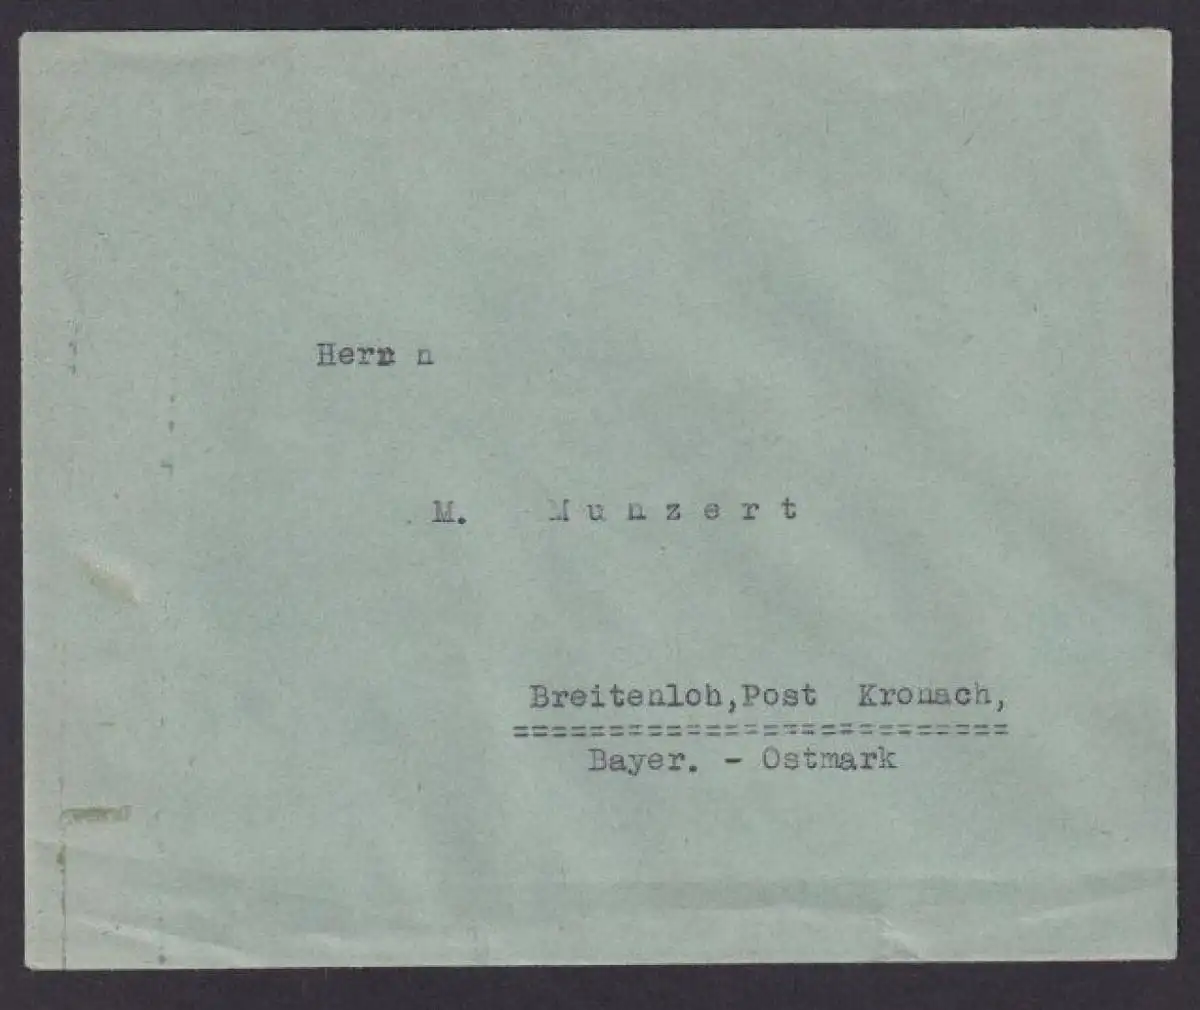 Herrn n
M. Munzert
Breitenloh, Post Kronach,
==========================
Bayer. - Ostmark